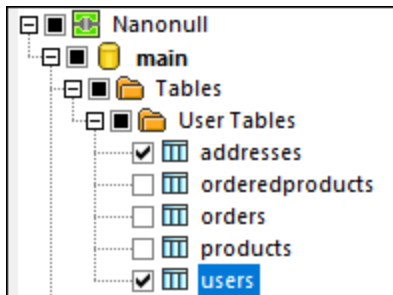 Nanonull
main
Tables
User Tables
addresses
orderedproducts
orders
products
users